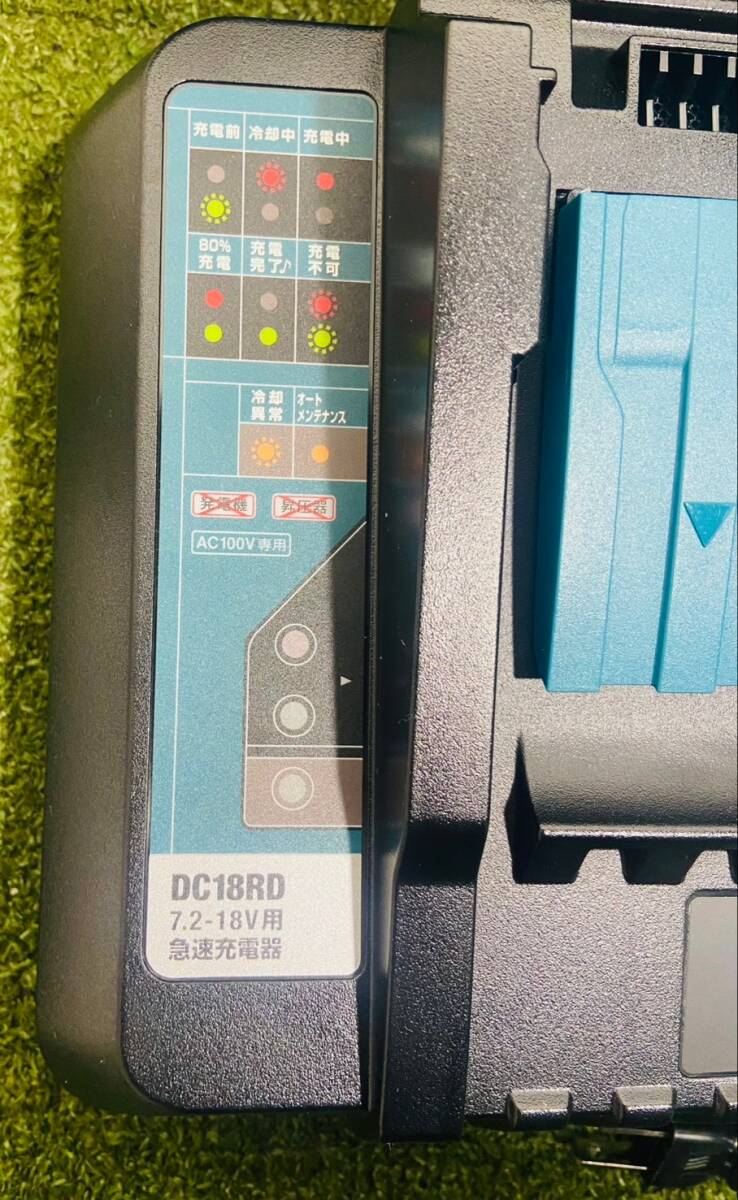 充電前 冷却中 充電中
80%
充電
充電
完了♪
充電
不可
冷却
異常
オート
メンテナンス
発電機 昇圧器
AC100V専用
DC18RD
7.2-18V用
急速充電器